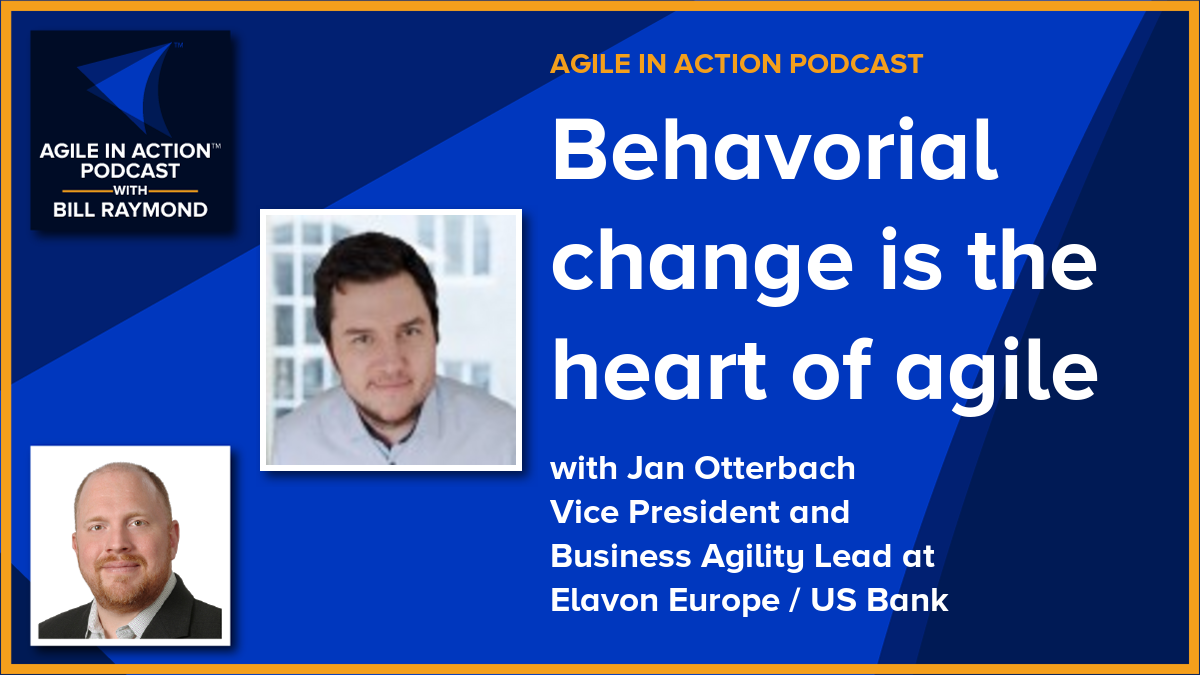 AGILE IN ACTION™
PODCAST
WITH
BILL RAYMOND
AGILE IN ACTION PODCAST
Behavorial
change is the
heart of agile
with Jan Otterbach
Vice President and
Business Agility Lead at
Elavon Europe / US Bank